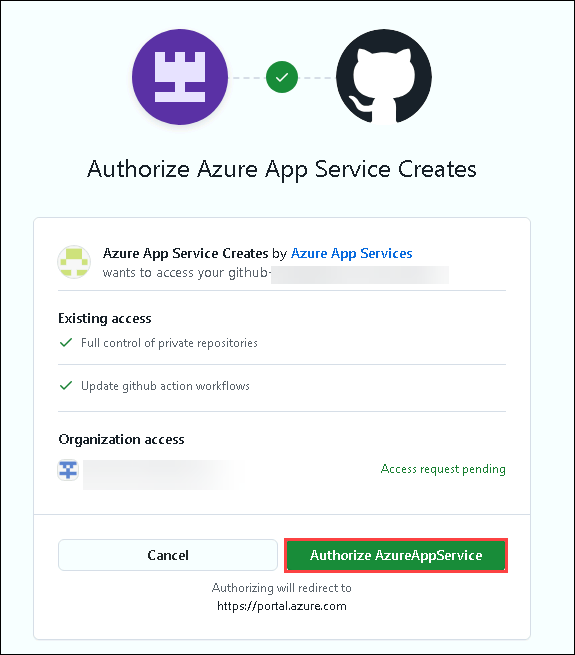 Authorize Azure App Service Creates
Azure App Service Creates by Azure App Services
wants to access your github-
Existing access
Full control of private repositories
Update github action workflows
Organization access
Access request pending
Cancel
Authorize AzureAppService
Authorizing will redirect to
https://portal.azure.com